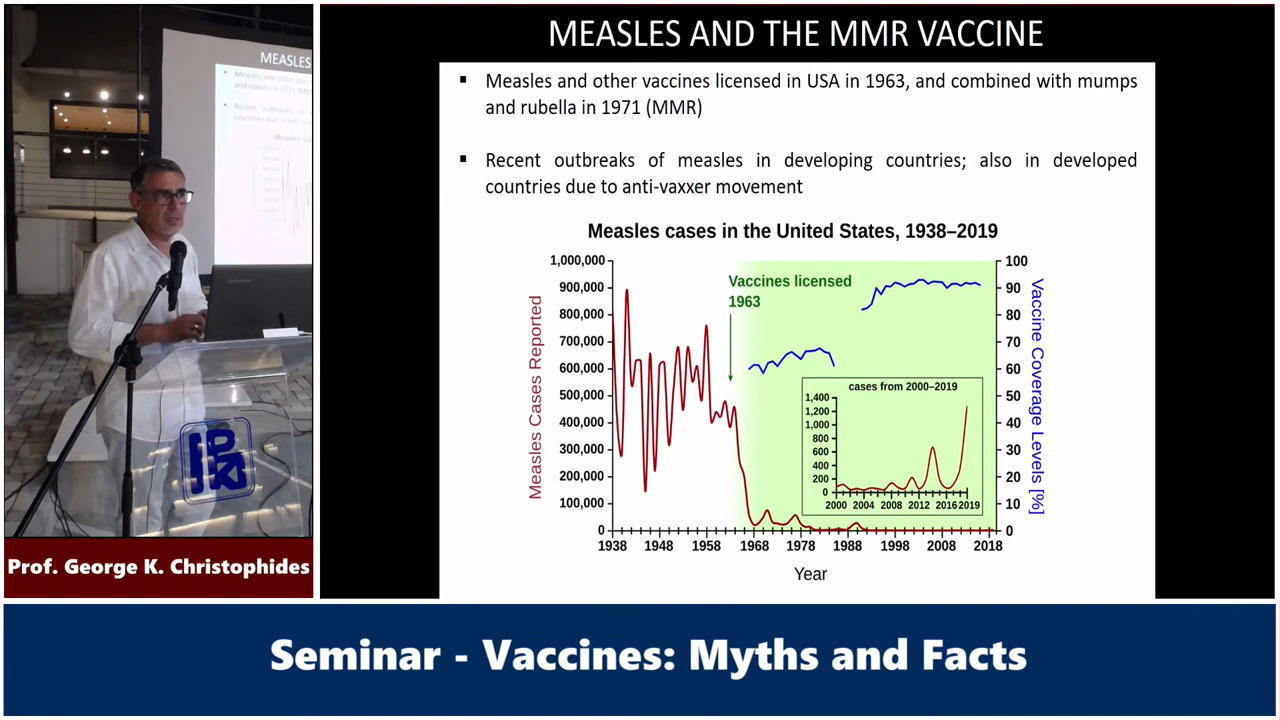 MEASLES
MEASLES AND THE MMR VACCINE
▪ Measles and other vaccines licensed in USA in 1963, and combined with mumps
and rubella in 1971 (MMR)
▪ Recent outbreaks of measles in developing countries; also in developed
countries due to anti-vaxxer movement
Measles cases in the United States, 1938–2019
Measles Cases Reported
1,000,000
900,000
800,000
700,000
600,000
500,000
400,000
300,000
200,000
100,000
0
Vaccines licensed
1963
cases from 2000–2019
1,400
1,200
1,000
800
600
400
200
0
2000 2004 2008 2012 2016 2019
100
90
80
70
60
50
40
30
20
10
0
Vaccine Coverage Levels [%]
1938 1948 1958 1968 1978 1988 1998 2008 2018
Year
Prof. George K. Christophides
Seminar - Vaccines: Myths and Facts